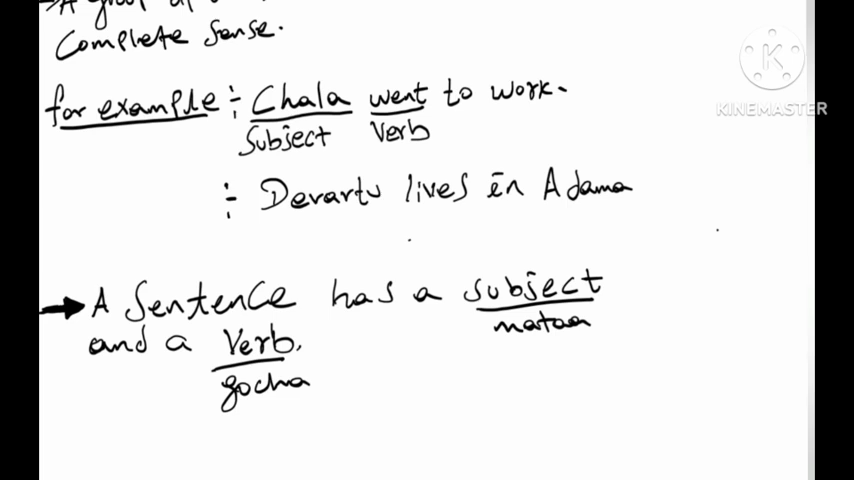 Complete sense.
for example ÷ Chala went to work.
Subject Verb
÷ Derartu lives in Adama
→ A Sentence has a subject
mataa
and a Verb.
gocha
KINEMASTER